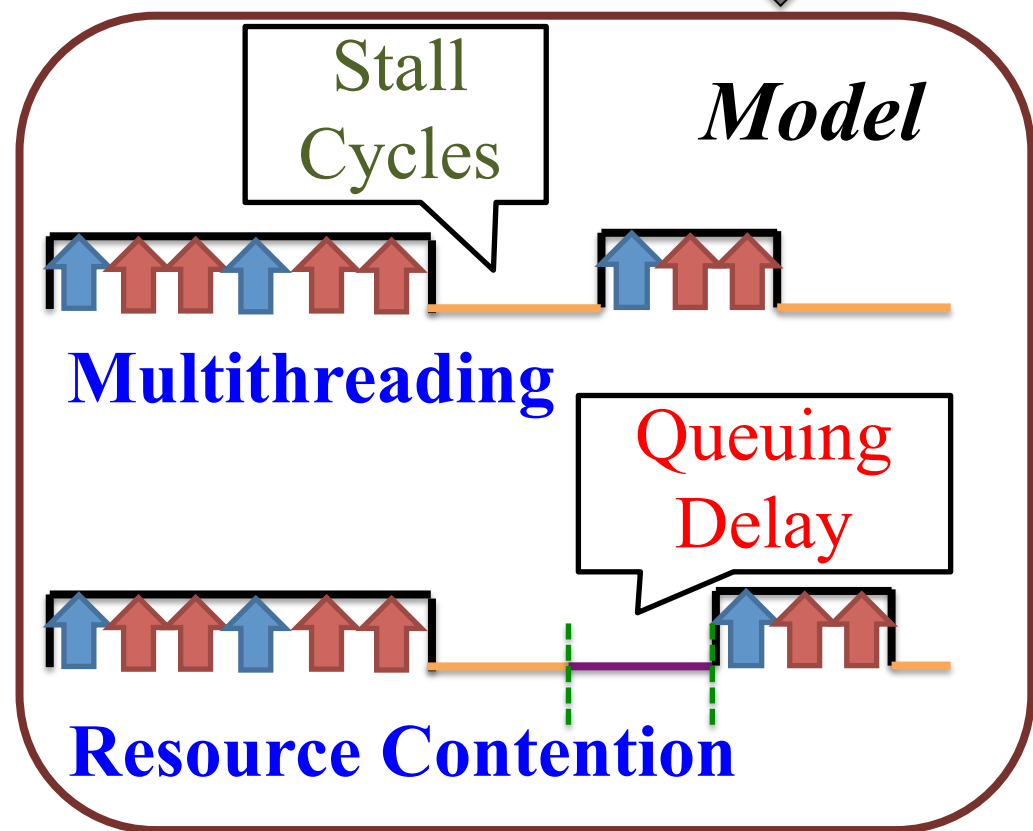 Stall
Cycles
Model
Multithreading
Queuing
Delay
Resource Contention